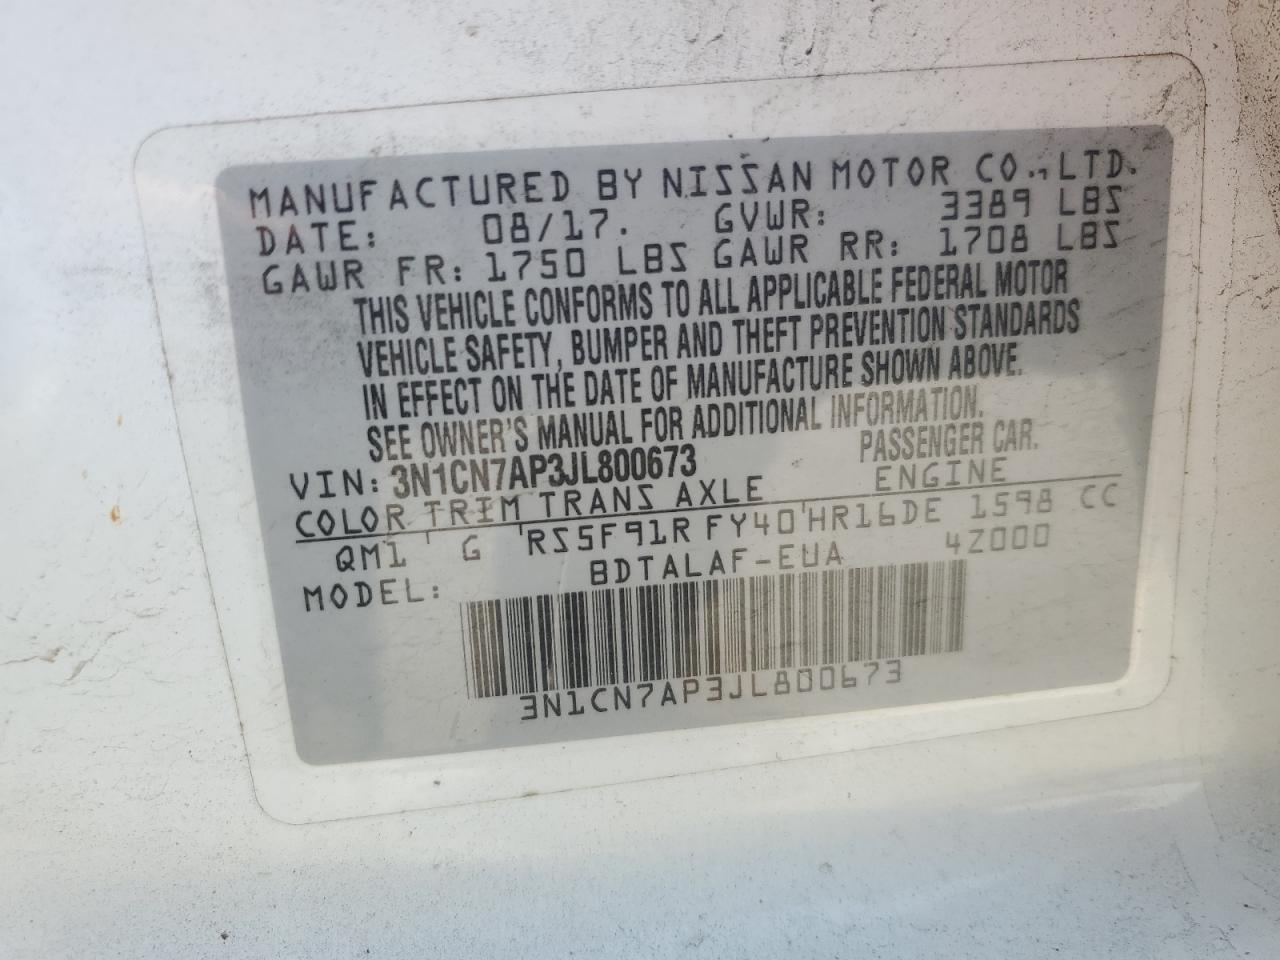 MANUFACTURED BY NISSAN MOTOR CO., LTD.
DATE: 08/17. GVWR: 3389 LBS
GAWR FR: 1750 LBS GAWR RR: 1708 LBS
THIS VEHICLE CONFORMS TO ALL APPLICABLE FEDERAL MOTOR
VEHICLE SAFETY, BUMPER AND THEFT PREVENTION STANDARDS
IN EFFECT ON THE DATE OF MANUFACTURE SHOWN ABOVE.
SEE OWNER'S MANUAL FOR ADDITIONAL INFORMATION.
VIN: 3N1CN7AP3JL800673 PASSENGER CAR.
COLOR TRIM TRANS AXLE ENGINE
QM1 G RS5F91R FY40 HR16DE 1598 CC
MODEL: BDTALAF-EUA 4Z000
3N1CN7AP3JL800673